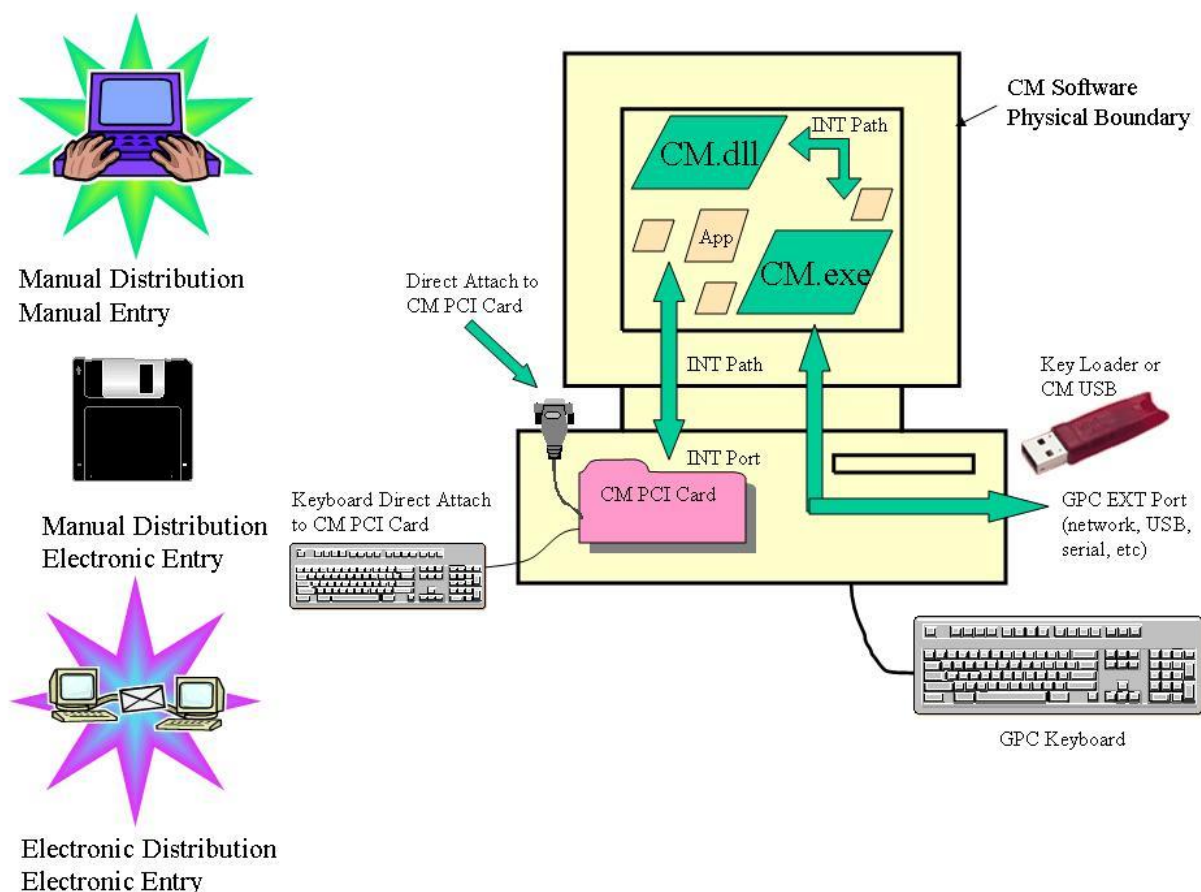 Manual Distribution
Manual Entry
Manual Distribution
Electronic Entry
Electronic Distribution
Electronic Entry
CM Software
Physical Boundary
INT Path
CM.dll
App
CM.exe
Direct Attach to
CM PCI Card
INT Path
Key Loader or
CM USB
INT Port
CM PCI Card
Keyboard Direct Attach
to CM PCI Card
GPC EXT Port
(network, USB,
serial, etc)
GPC Keyboard